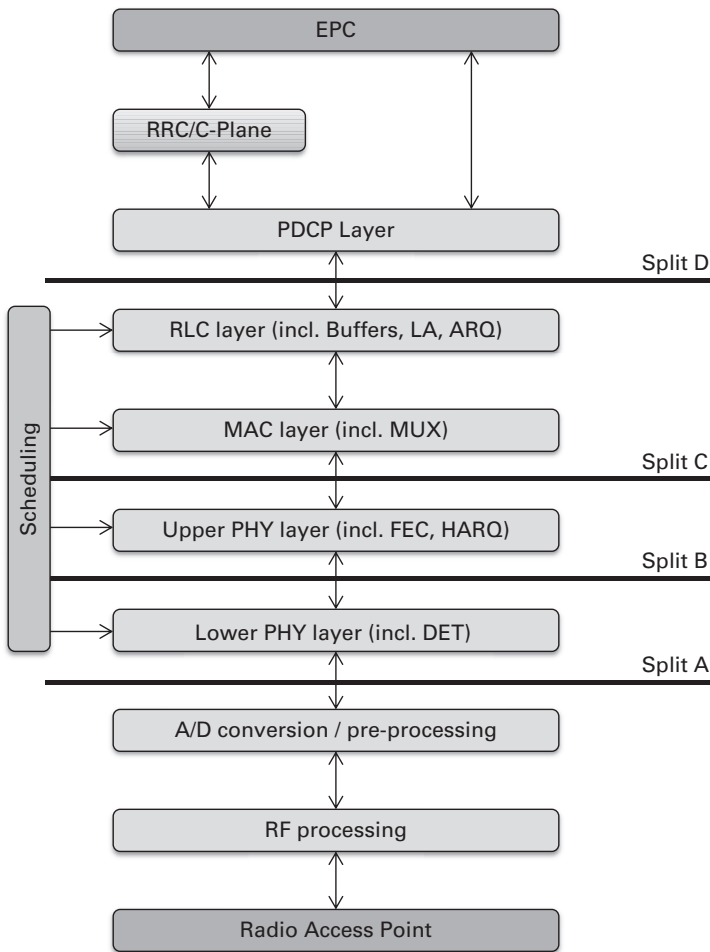 EPC
RRC/C-Plane
PDCP Layer
Split D
RLC layer (incl. Buffers, LA, ARQ)
Scheduling
MAC layer (incl. MUX)
Split C
Upper PHY layer (incl. FEC, HARQ)
Split B
Lower PHY layer (incl. DET)
Split A
A/D conversion / pre-processing
RF processing
Radio Access Point